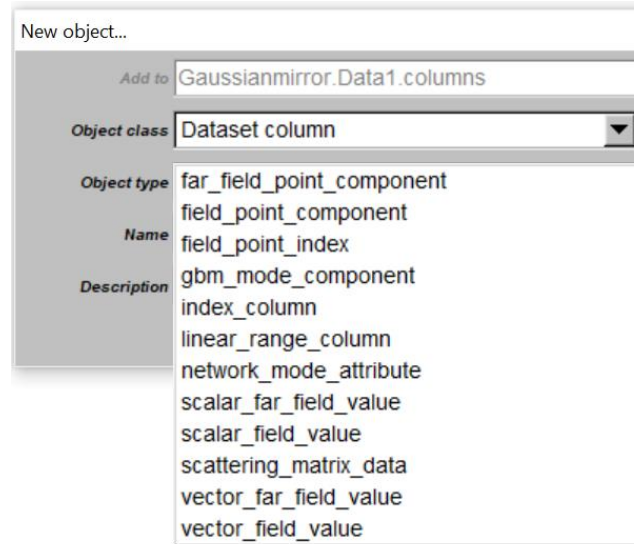 New object...
Add to Gaussianmirror.Data1.columns
Object class Dataset column
Object type far_field_point_component
field_point_component
Name field_point_index
Description gbm_mode_component
index_column
linear_range_column
network_mode_attribute
scalar_far_field_value
scalar_field_value
scattering_matrix_data
vector_far_field_value
vector_field_value